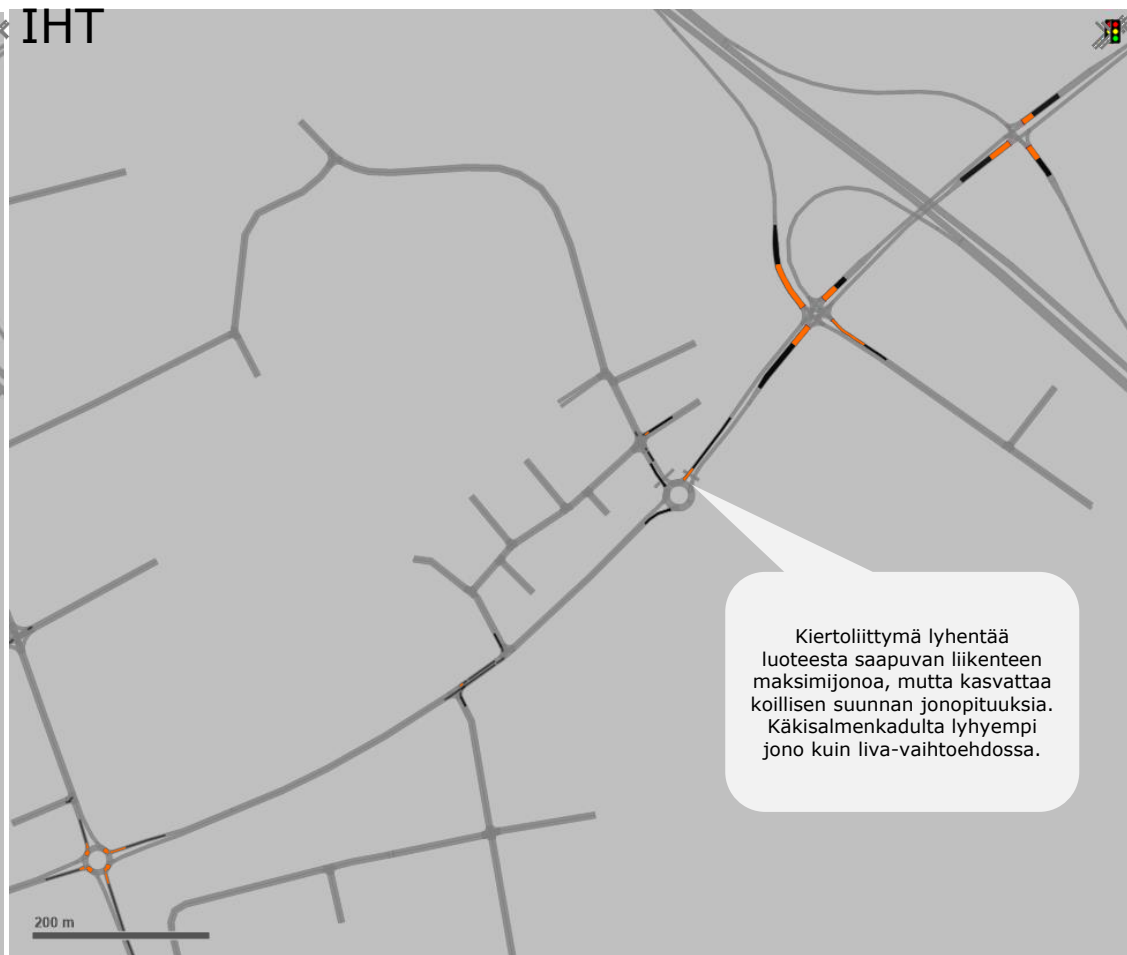 IHT
Kiertoliittymä lyhentää
luoteesta saapuvan liikenteen
maksimijonoa, mutta kasvattaa
koillisen suunnan jonopituuksia.
Käkisalmenkadulta lyhyempi
jono kuin liva-vaihtoehdossa.
200 m